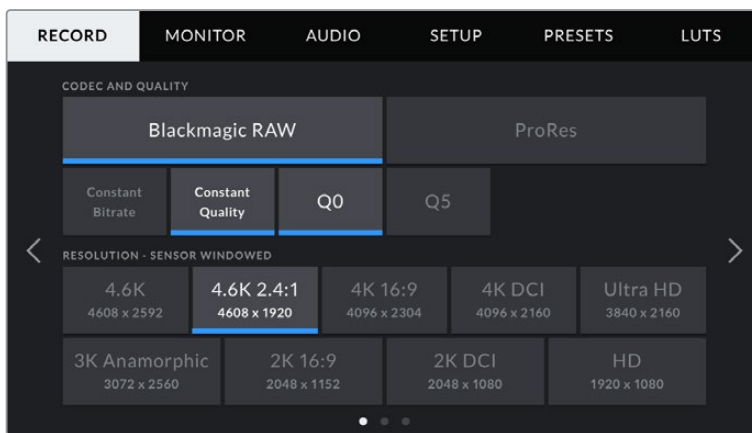 RECORD MONITOR AUDIO SETUP PRESETS LUTS
CODEC AND QUALITY
Blackmagic RAW ProRes
Constant Bitrate Constant Quality Q0 Q5
RESOLUTION - SENSOR WINDOWED
4.6K 4.6K 2.4:1 4K 16:9 4K DCI Ultra HD
4608 x 2592 4608 x 1920 4096 x 2304 4096 x 2160 3840 x 2160
3K Anamorphic 2K 16:9 2K DCI HD
3072 x 2560 2048 x 1152 2048 x 1080 1920 x 1080